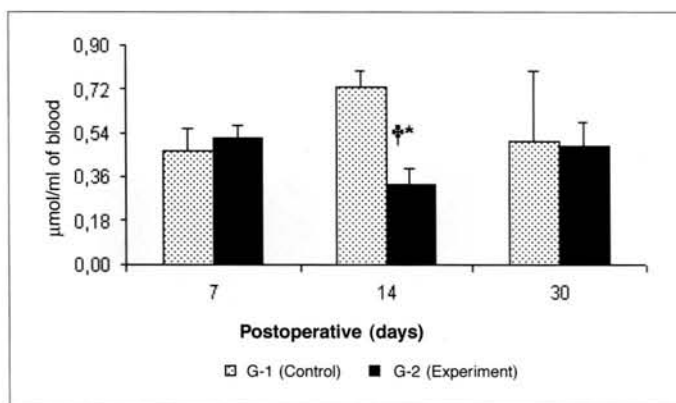 µmol/ml of blood
0,90
0,72
0,54
0,36
0,18
0,00
✝*
7 14 30
Postoperative (days)
G-1 (Control) G-2 (Experiment)